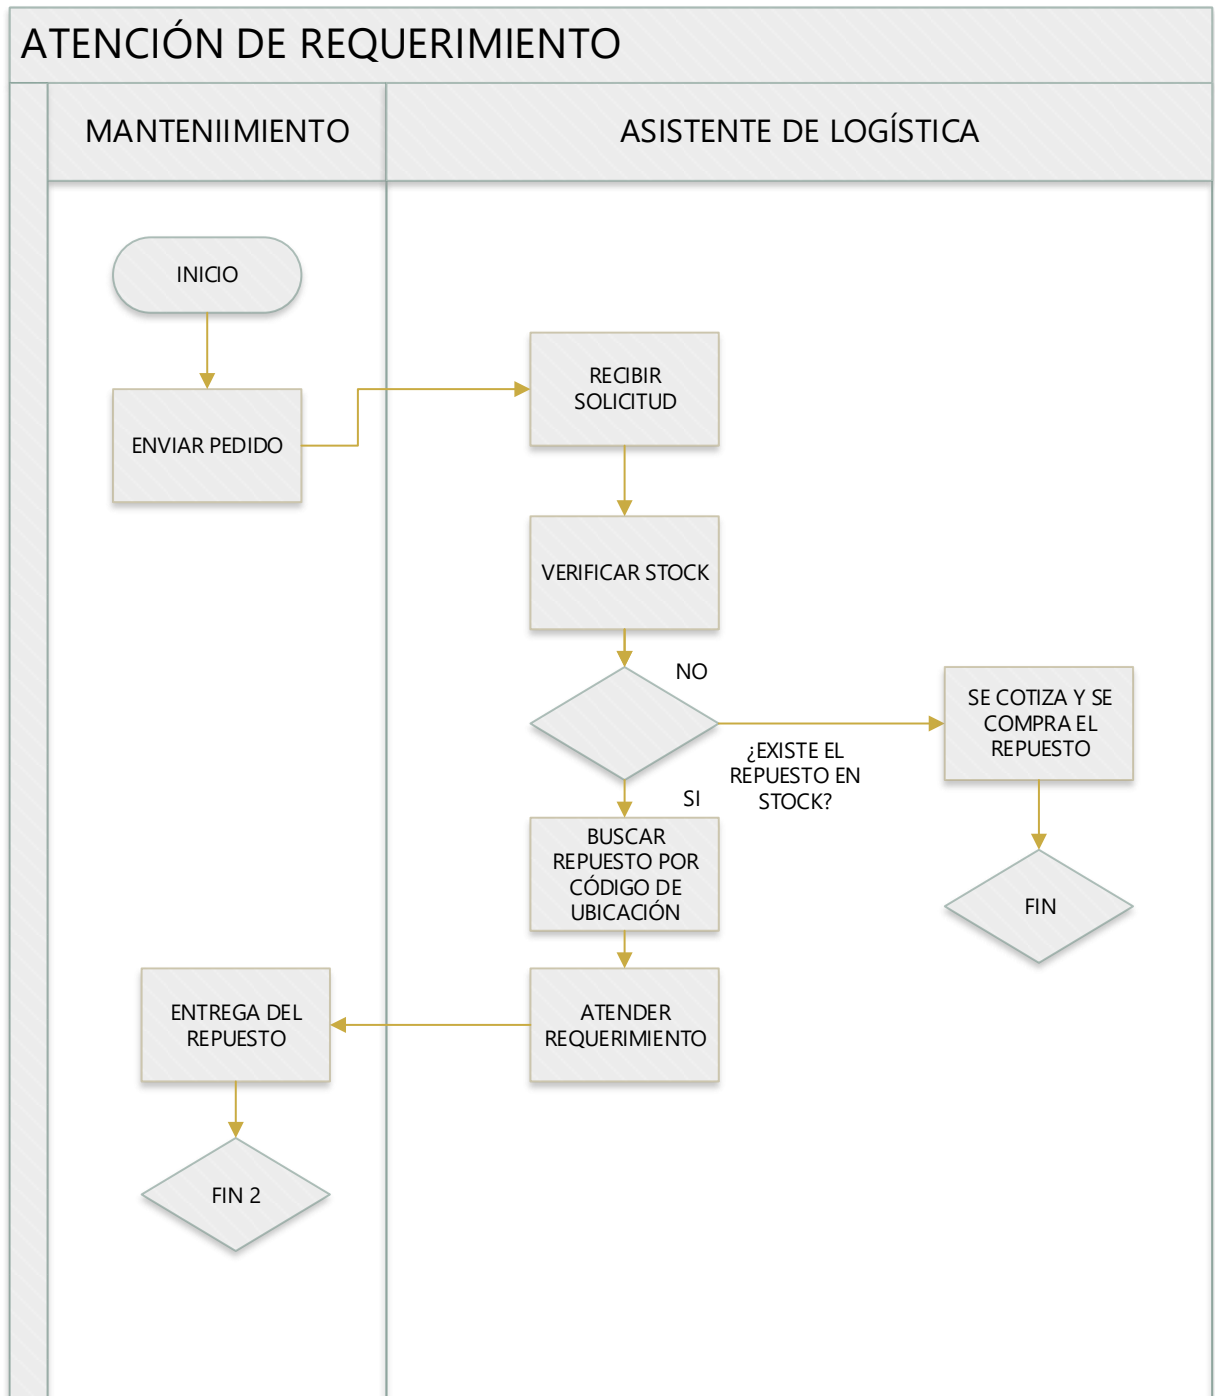 ATENCIÓN DE REQUERIMIENTO
MANTENIIMIENTO
ASISTENTE DE LOGÍSTICA
INICIO
ENVIAR PEDIDO
RECIBIR
SOLICITUD
VERIFICAR STOCK
NO
¿EXISTE EL
REPUESTO EN
STOCK?
SE COTIZA Y SE
COMPRA EL
REPUESTO
SI
BUSCAR
REPUESTO POR
CÓDIGO DE
UBICACIÓN
FIN
ATENDER
REQUERIMIENTO
ENTREGA DEL
REPUESTO
FIN 2